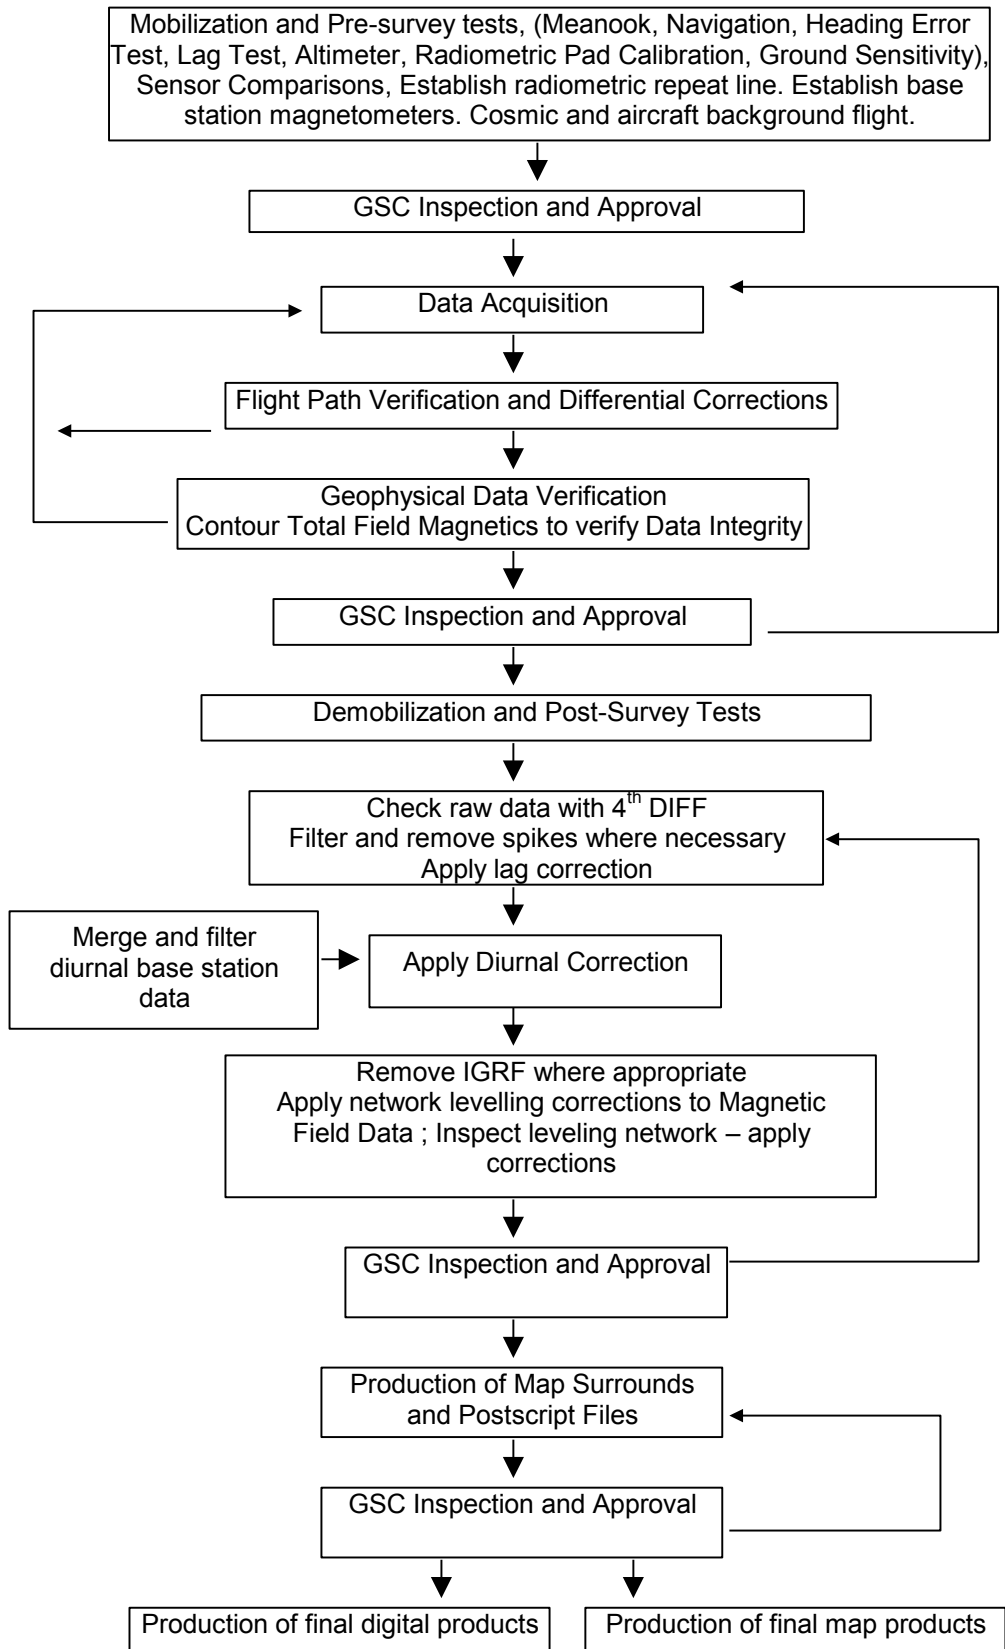 Mobilization and Pre-survey tests, (Meanook, Navigation, Heading Error
Test, Lag Test, Altimeter, Radiometric Pad Calibration, Ground Sensitivity),
Sensor Comparisons, Establish radiometric repeat line. Establish base
station magnetometers. Cosmic and aircraft background flight.
GSC Inspection and Approval
Data Acquisition
Flight Path Verification and Differential Corrections
Geophysical Data Verification
Contour Total Field Magnetics to verify Data Integrity
GSC Inspection and Approval
Demobilization and Post-Survey Tests
Check raw data with 4th DIFF
Filter and remove spikes where necessary
Apply lag correction
Merge and filter
diurnal base station
data
Apply Diurnal Correction
Remove IGRF where appropriate
Apply network levelling corrections to Magnetic
Field Data ; Inspect leveling network – apply
corrections
GSC Inspection and Approval
Production of Map Surrounds
and Postscript Files
GSC Inspection and Approval
Production of final digital products
Production of final map products